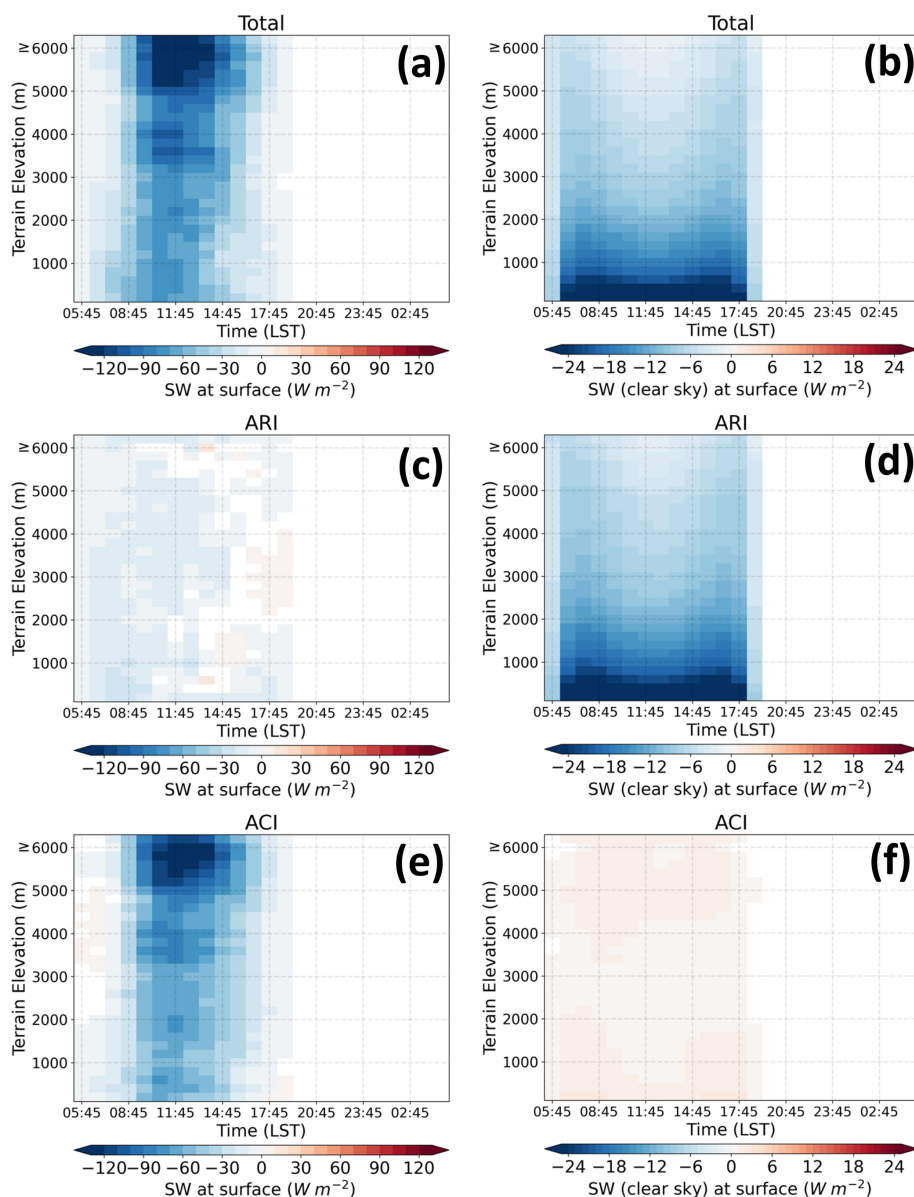 Total
(a)
≥ 6000
5000
4000
3000
2000
1000
Terrain Elevation (m)
05:45 08:45 11:45 14:45 17:45 20:45 23:45 02:45
Time (LST)
−120 −90 −60 −30 0 30 60 90 120
SW at surface (W m⁻²)
Total
(b)
≥ 6000
5000
4000
3000
2000
1000
Terrain Elevation (m)
05:45 08:45 11:45 14:45 17:45 20:45 23:45 02:45
Time (LST)
−24 −18 −12 −6 0 6 12 18 24
SW (clear sky) at surface (W m⁻²)
ARI
(c)
≥ 6000
5000
4000
3000
2000
1000
Terrain Elevation (m)
05:45 08:45 11:45 14:45 17:45 20:45 23:45 02:45
Time (LST)
−120 −90 −60 −30 0 30 60 90 120
SW at surface (W m⁻²)
ARI
(d)
≥ 6000
5000
4000
3000
2000
1000
Terrain Elevation (m)
05:45 08:45 11:45 14:45 17:45 20:45 23:45 02:45
Time (LST)
−24 −18 −12 −6 0 6 12 18 24
SW (clear sky) at surface (W m⁻²)
ACI
(e)
≥ 6000
5000
4000
3000
2000
1000
Terrain Elevation (m)
05:45 08:45 11:45 14:45 17:45 20:45 23:45 02:45
Time (LST)
−120 −90 −60 −30 0 30 60 90 120
SW at surface (W m⁻²)
ACI
(f)
≥ 6000
5000
4000
3000
2000
1000
Terrain Elevation (m)
05:45 08:45 11:45 14:45 17:45 20:45 23:45 02:45
Time (LST)
−24 −18 −12 −6 0 6 12 18 24
SW (clear sky) at surface (W m⁻²)